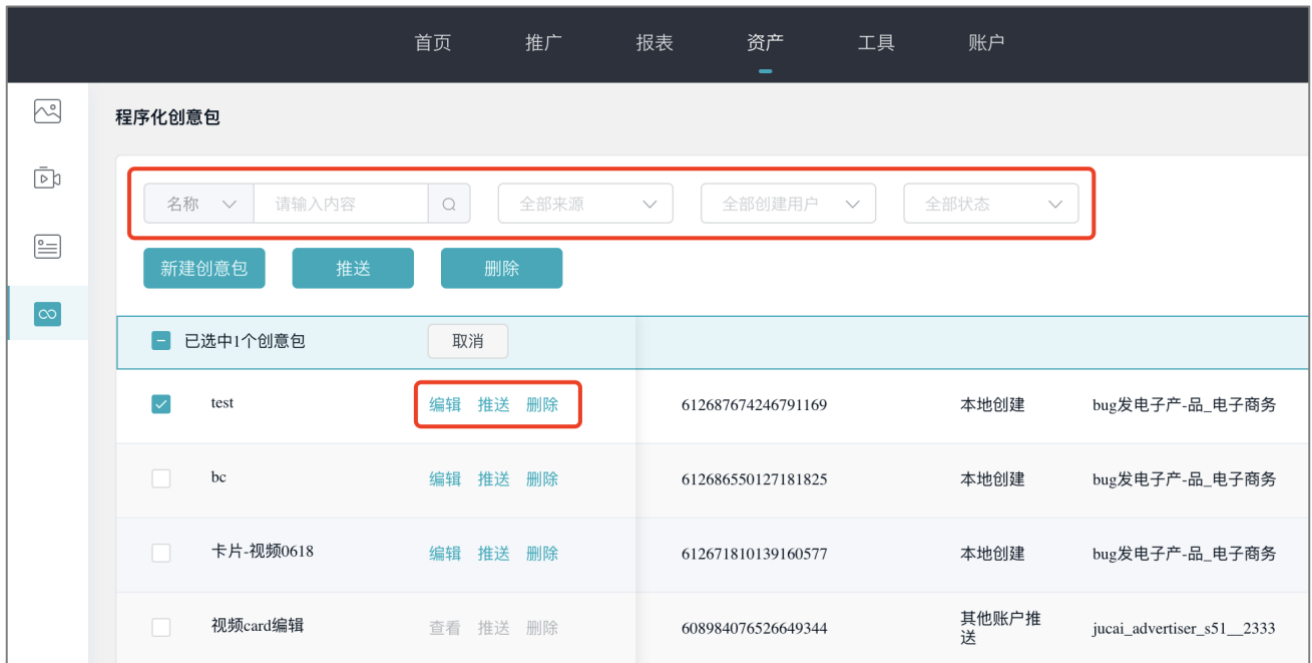 首页 推广 报表 资产 工具 账户
程序化创意包
名称 请输入内容 全部来源 全部创建用户 全部状态
新建创意包 推送 删除
已选中1个创意包 取消
test 编辑 推送 删除 612687674246791169 本地创建 bug发电子产-品_电子商务
bc 编辑 推送 删除 612686550127181825 本地创建 bug发电子产-品_电子商务
卡片-视频0618 编辑 推送 删除 612671810139160577 本地创建 bug发电子产-品_电子商务
视频card编辑 查看 推送 删除 608984076526649344 其他账户推送 jucai_advertiser_s51__2333